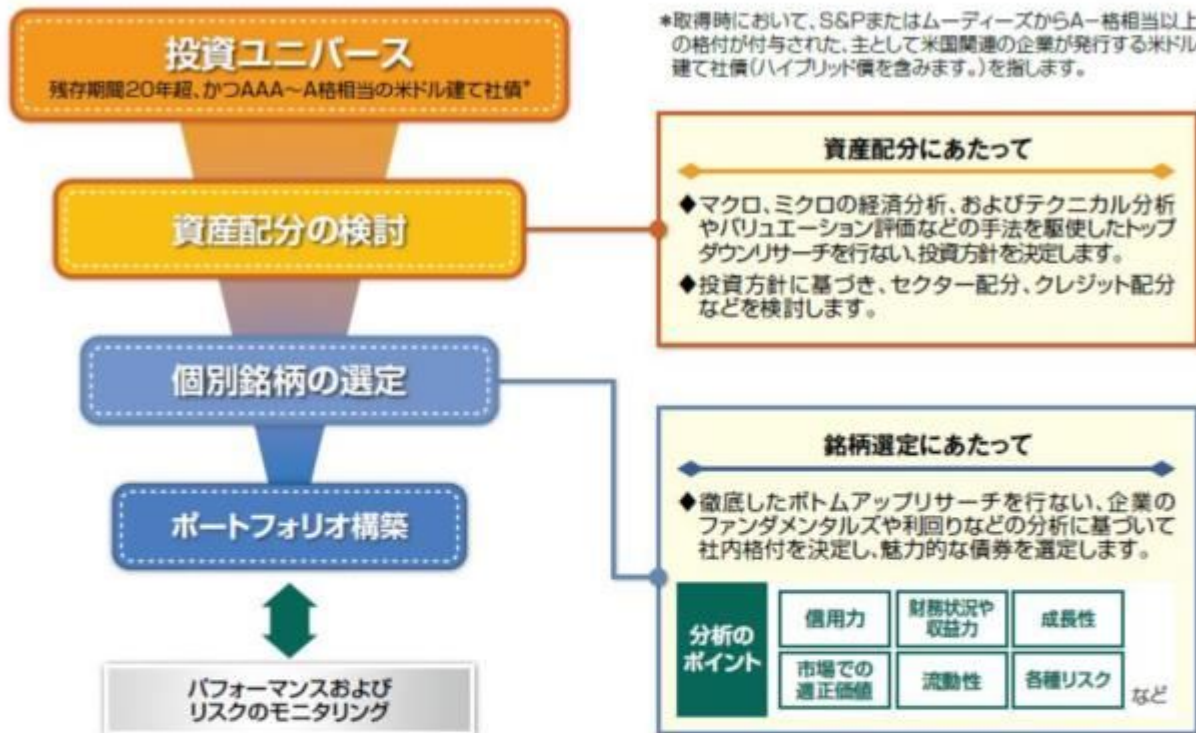 投資ユニバース
残存期間20年超、かつAAA～A格相当の米ドル建て社債*
*取得時において、S&PまたはムーディーズからA－格相当以上
の格付が付与された、主として米国関連の企業が発行する米ドル
建て社債(ハイブリッド債を含みます。)を指します。
資産配分の検討
資産配分にあたって
◆マクロ、ミクロの経済分析、およびテクニカル分析
やバリュエーション評価などの手法を駆使したトップ
ダウンリサーチを行ない、投資方針を決定します。
◆投資方針に基づき、セクター配分、クレジット配分
などを検討します。
個別銘柄の選定
銘柄選定にあたって
◆徹底したボトムアップリサーチを行ない、企業の
ファンダメンタルズや利回りなどの分析に基づいて
社内格付を決定し、魅力的な債券を選定します。
分析の
ポイント
信用力
財務状況や
収益力
成長性
市場での
適正価値
流動性
各種リスク
など
ポートフォリオ構築
パフォーマンスおよび
リスクのモニタリング